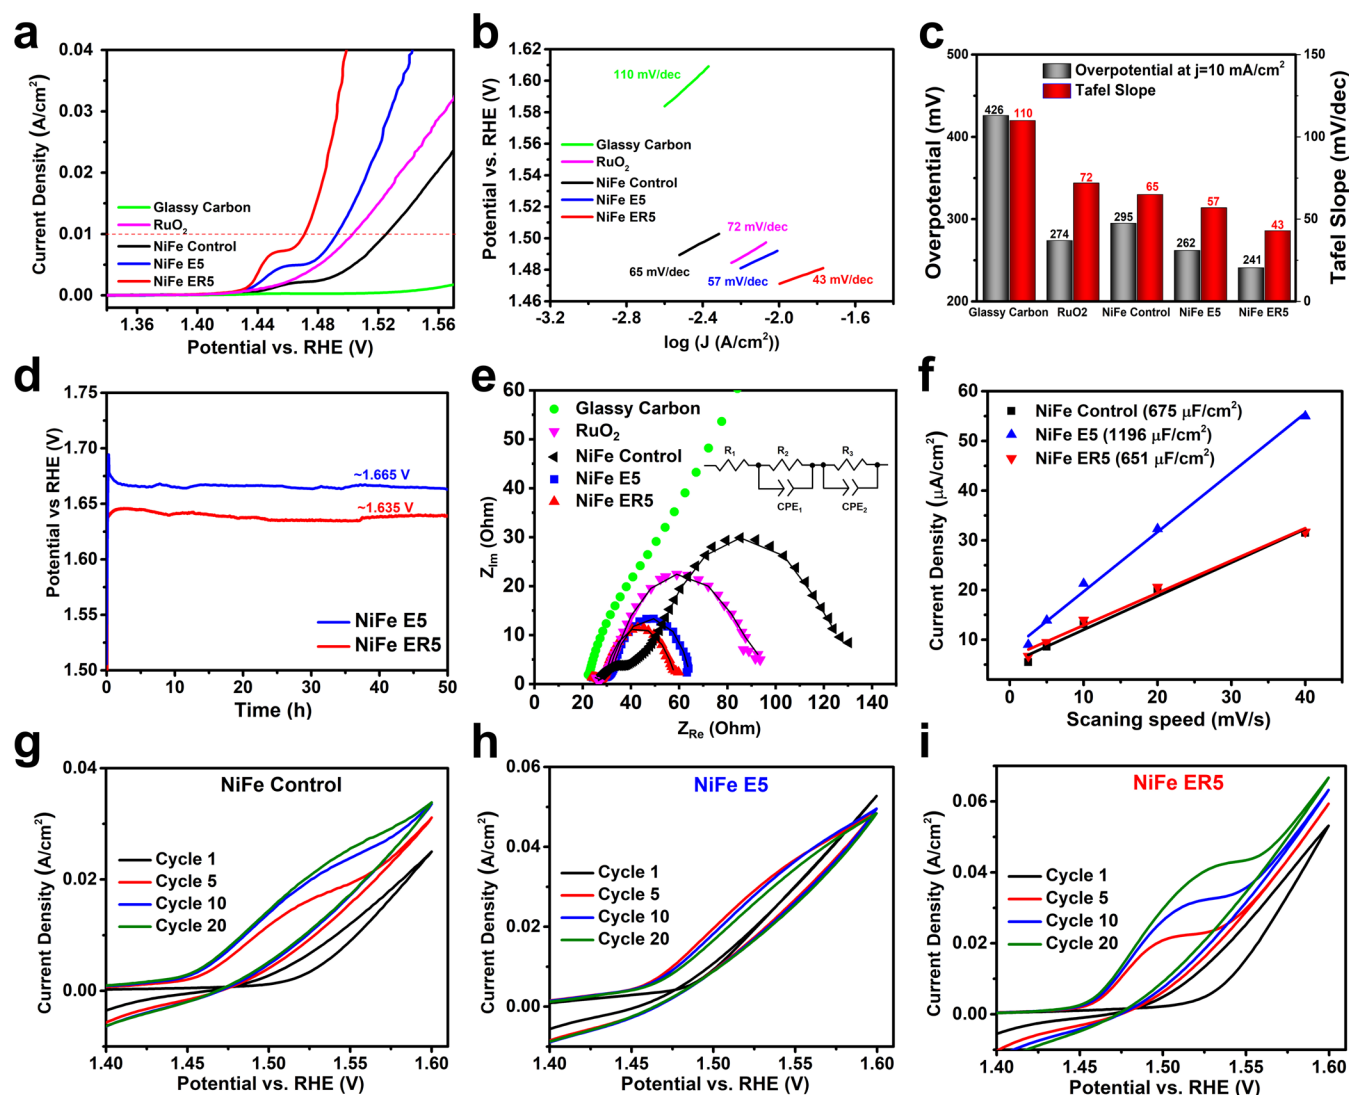 a
0.04
0.03
0.02
0.01
0.00
Current Density (A/cm²)
Glassy Carbon
RuO₂
NiFe Control
NiFe E5
NiFe ER5
1.36 1.40 1.44 1.48 1.52 1.56
Potential vs. RHE (V)
b
1.62
1.60
1.58
1.56
1.54
1.52
1.50
1.48
1.46
Potential vs. RHE (V)
110 mV/dec
Glassy Carbon
RuO₂
NiFe Control
NiFe E5
NiFe ER5
72 mV/dec
65 mV/dec
57 mV/dec
43 mV/dec
-3.2 -2.8 -2.4 -2.0 -1.6
log (J (A/cm²))
c
500
400
300
200
Overpotential (mV)
Overpotential at j=10 mA/cm²
Tafel Slope
426 110
274 72
295 65
262 57
241 43
150
100
50
0
Tafel Slope (mV/dec)
Glassy Carbon RuO2 NiFe Control NiFe E5 NiFe ER5
d
1.75
1.70
1.65
1.60
1.55
1.50
Potential vs RHE (V)
~1.665 V
~1.635 V
NiFe E5
NiFe ER5
0 10 20 30 40 50
Time (h)
e
60
50
40
30
20
10
0
Z_Im (Ohm)
Glassy Carbon
RuO₂
NiFe Control
NiFe E5
NiFe ER5
R₁ R₂ R₃
CPE₁ CPE₂
0 20 40 60 80 100 120 140
Z_Re (Ohm)
f
60
50
40
30
20
10
Current Density (μA/cm²)
NiFe Control (675 μF/cm²)
NiFe E5 (1196 μF/cm²)
NiFe ER5 (651 μF/cm²)
0 10 20 30 40
Scaning speed (mV/s)
g
0.04
0.02
0.00
Current Density (A/cm²)
NiFe Control
Cycle 1
Cycle 5
Cycle 10
Cycle 20
1.40 1.45 1.50 1.55 1.60
Potential vs. RHE (V)
h
0.06
0.04
0.02
0.00
Current Density (A/cm²)
NiFe E5
Cycle 1
Cycle 5
Cycle 10
Cycle 20
1.40 1.45 1.50 1.55 1.60
Potential vs. RHE (V)
i
0.06
0.04
0.02
0.00
Current Density (A/cm²)
NiFe ER5
Cycle 1
Cycle 5
Cycle 10
Cycle 20
1.40 1.45 1.50 1.55 1.60
Potential vs. RHE (V)